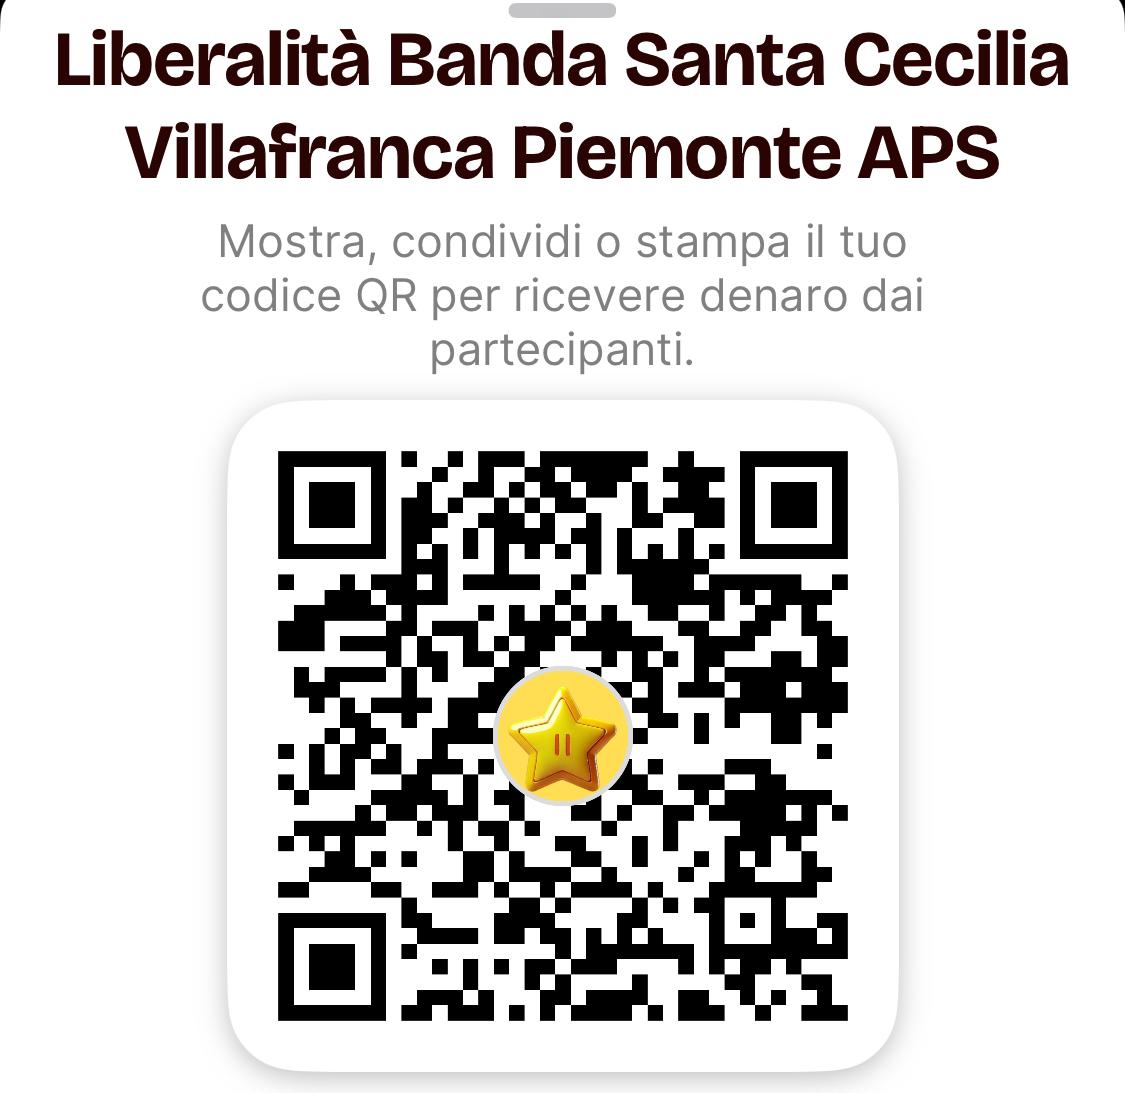 Liberalità Banda Santa Cecilia
Villafranca Piemonte APS
Mostra, condividi o stampa il tuo
codice QR per ricevere denaro dai
partecipanti.